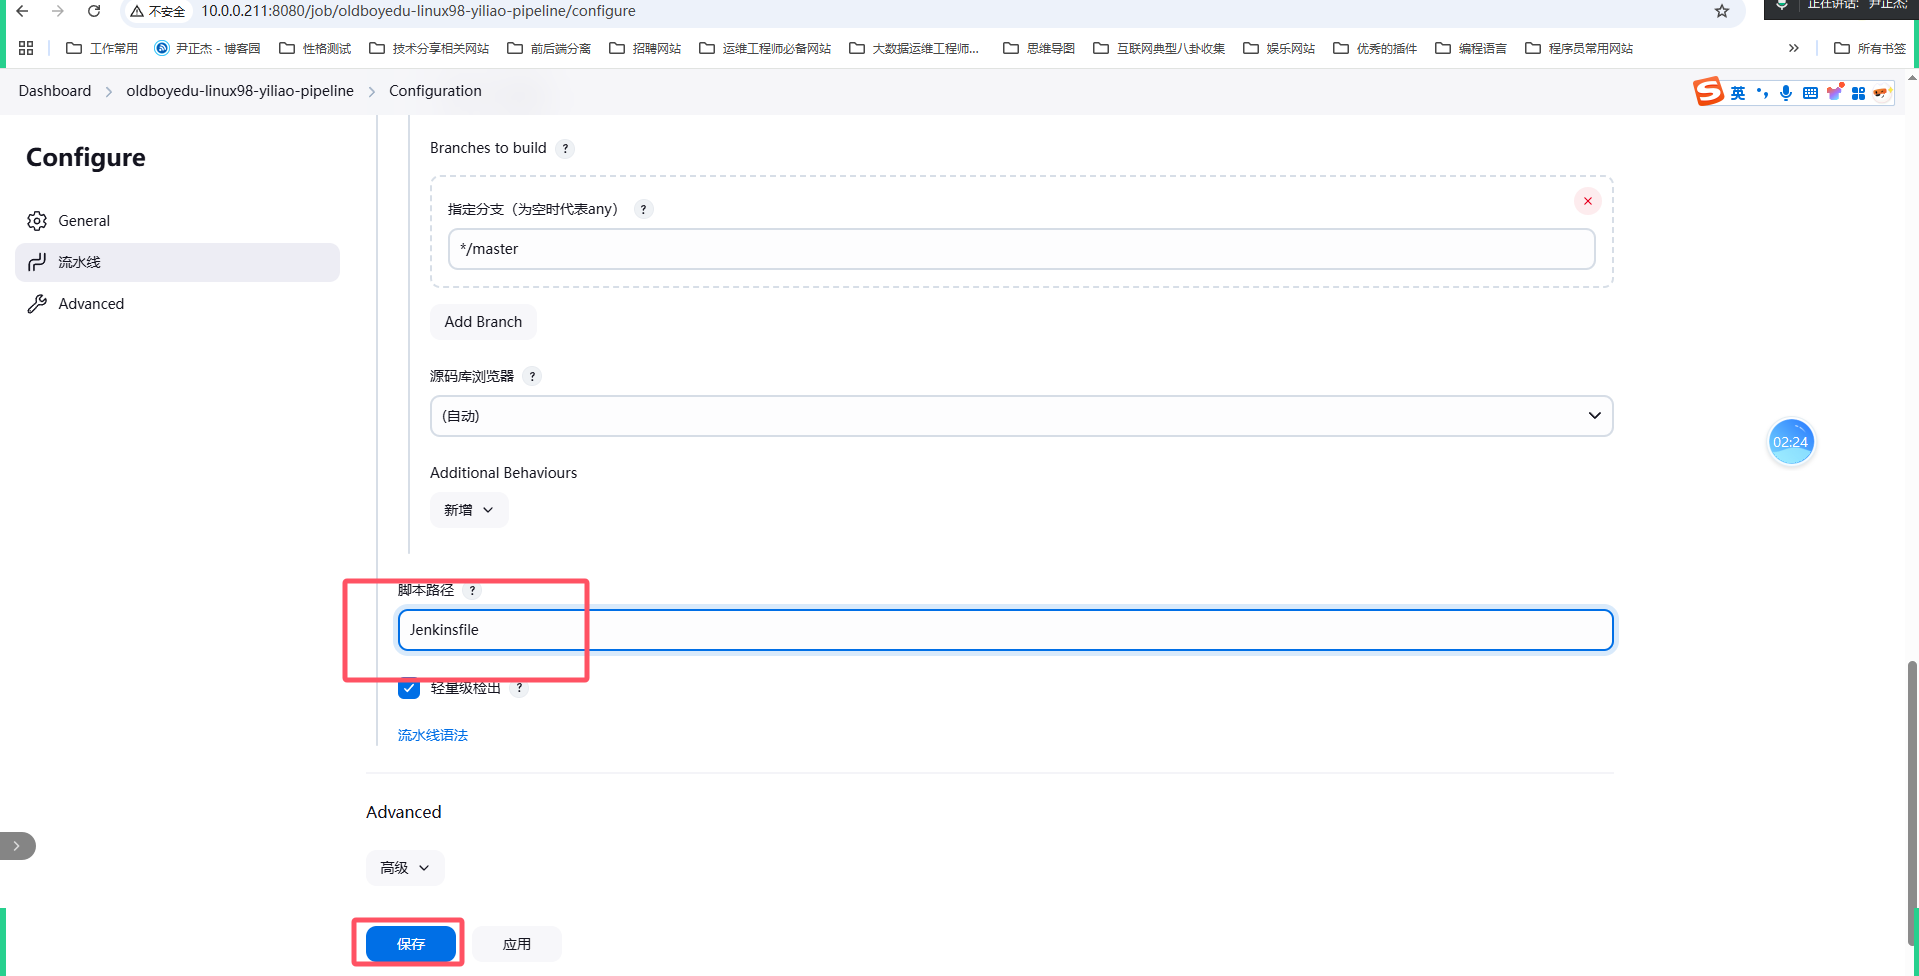 不安全 10.0.0.211:8080/job/oldboyedu-linux98-yiliao-pipeline/configure
正在讲话: 尹正杰;
工作常用 尹正杰 - 博客园 性格测试 技术分享相关网站 前后端分离 招聘网站 运维工程师必备网站 大数据运维工程师... 思维导图 互联网典型八卦收集 娱乐网站 优秀的插件 编程语言 程序员常用网站 » 所有书签
Dashboard > oldboyedu-linux98-yiliao-pipeline > Configuration
英
Configure
General
流水线
Advanced
Branches to build ?
指定分支（为空时代表any） ?
*/master
Add Branch
源码库浏览器 ?
(自动)
02:24
Additional Behaviours
新增
脚本路径 ?
Jenkinsfile
轻量级检出 ?
流水线语法
Advanced
高级
保存 应用